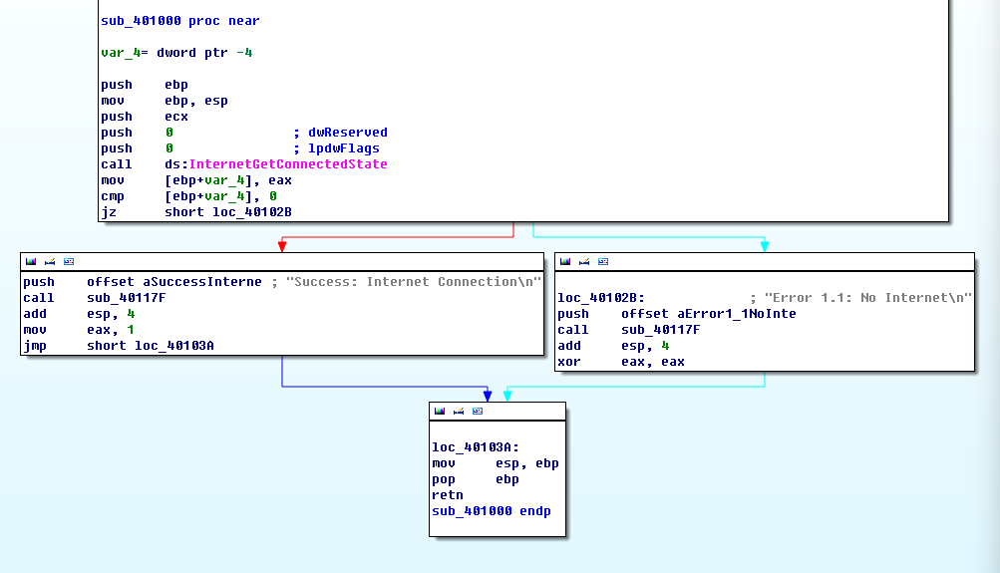 sub_401000 proc near
var_4= dword ptr -4
push ebp
mov ebp, esp
push ecx
push 0 ; dwReserved
push 0 ; lpdwFlags
call ds:InternetGetConnectedState
mov [ebp+var_4], eax
cmp [ebp+var_4], 0
jz short loc_40102B
push offset aSuccessInterne ; "Success: Internet Connection\n"
call sub_40117F
add esp, 4
mov eax, 1
jmp short loc_40103A
loc_40102B: ; "Error 1.1: No Internet\n"
push offset aError1_1NoInte
call sub_40117F
add esp, 4
xor eax, eax
loc_40103A:
mov esp, ebp
pop ebp
retn
sub_401000 endp